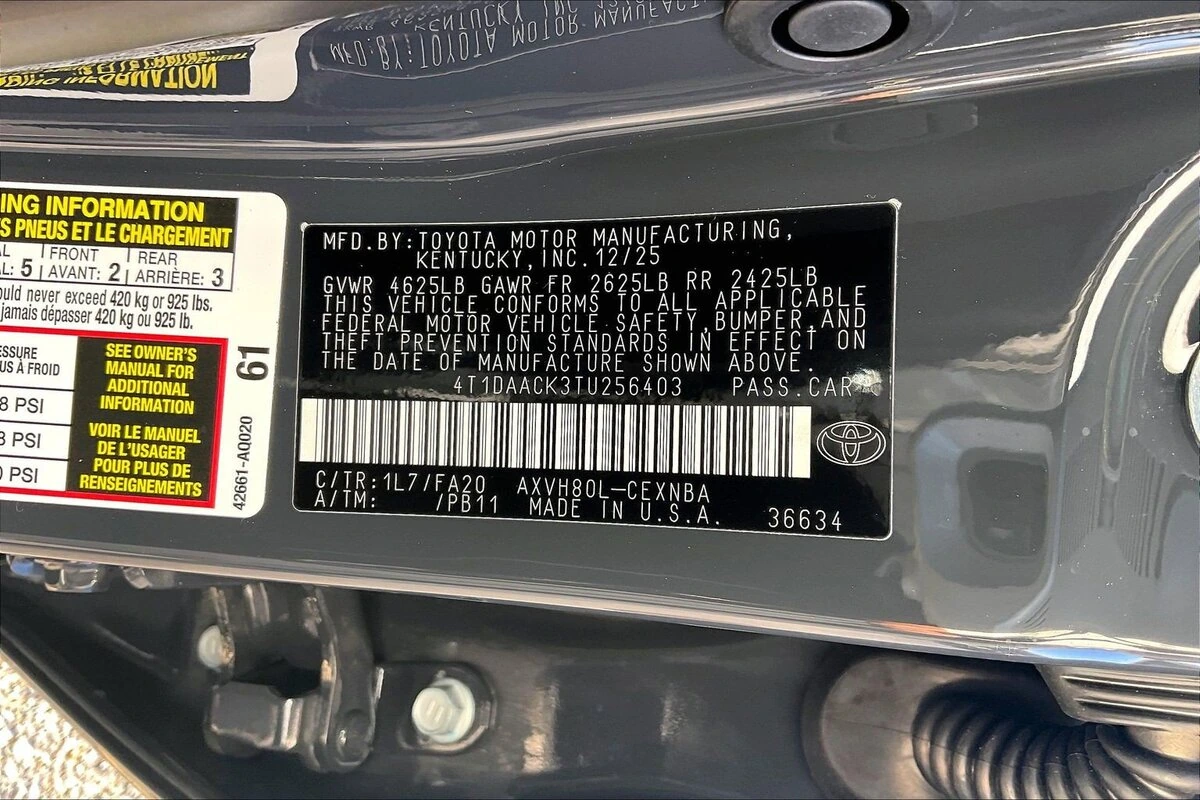 ING INFORMATION
S PNEUS ET LE CHARGEMENT
AL FRONT REAR
AL: 5 AVANT: 2 ARRIÈRE: 3
ould never exceed 420 kg or 925 lbs.
jamais dépasser 420 kg ou 925 lb.
ESSURE
US À FROID
8 PSI
8 PSI
0 PSI
SEE OWNER'S
MANUAL FOR
ADDITIONAL
INFORMATION
VOIR LE MANUEL
DE L'USAGER
POUR PLUS DE
RENSEIGNEMENTS
61
42661-AQ020
MFD.BY:TOYOTA MOTOR MANUFACTURING,
KENTUCKY,INC.12/25
GVWR 4625LB GAWR FR 2625LB RR 2425LB
THIS VEHICLE CONFORMS TO ALL APPLICABLE
FEDERAL MOTOR VEHICLE SAFETY,BUMPER,AND
THEFT PREVENTION STANDARDS IN EFFECT ON
THE DATE OF MANUFACTURE SHOWN ABOVE.
4T1DAACK3TU256403 PASS.CAR
C/TR:1L7/FA20 AXVH80L-CEXNBA
A/TM: /PB11 MADE IN U.S.A. 36634